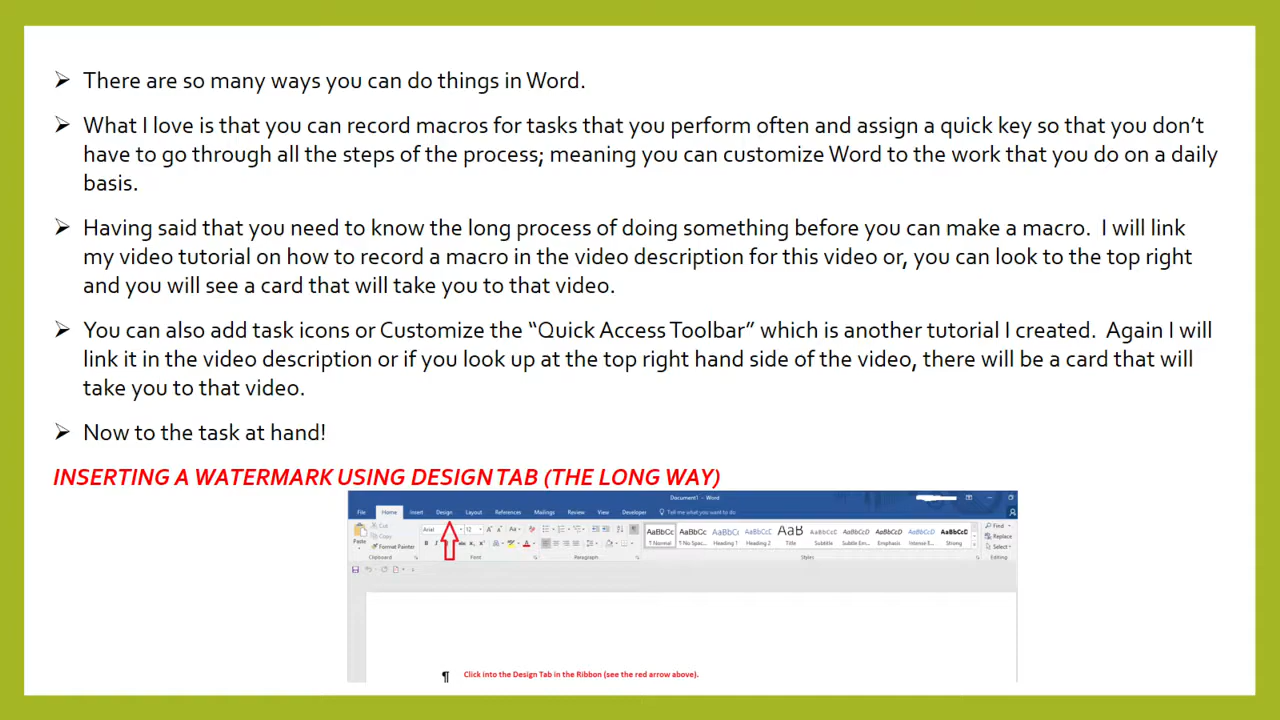 There are so many ways you can do things in Word.
What I love is that you can record macros for tasks that you perform often and assign a quick key so that you don’t
have to go through all the steps of the process; meaning you can customize Word to the work that you do on a daily
basis.
Having said that you need to know the long process of doing something before you can make a macro.  I will link
my video tutorial on how to record a macro in the video description for this video or, you can look to the top right
and you will see a card that will take you to that video.
You can also add task icons or Customize the “Quick Access Toolbar” which is another tutorial I created.  Again I will
link it in the video description or if you look up at the top right hand side of the video, there will be a card that will
take you to that video.
Now to the task at hand!
INSERTING A WATERMARK USING DESIGN TAB (THE LONG WAY)
Document1 - Word
File Home Insert Design Layout References Mailings Review View Developer Tell me what you want to do
Cut
Copy
Paste
Format Painter
Arial 12
AaBbCc AaBbCc AaBbCc AaBbCcC AaB AaBbCcC AaBbCcC AaBbCcC AaBbCcC AaBbCcC
¶ Normal ¶ No Spac... Heading 1 Heading 2 Title Subtitle Subtle Em... Emphasis Intense E... Strong
Find
Replace
Select
Clipboard Font Paragraph Styles Editing
¶ Click into the Design Tab in the Ribbon (see the red arrow above).